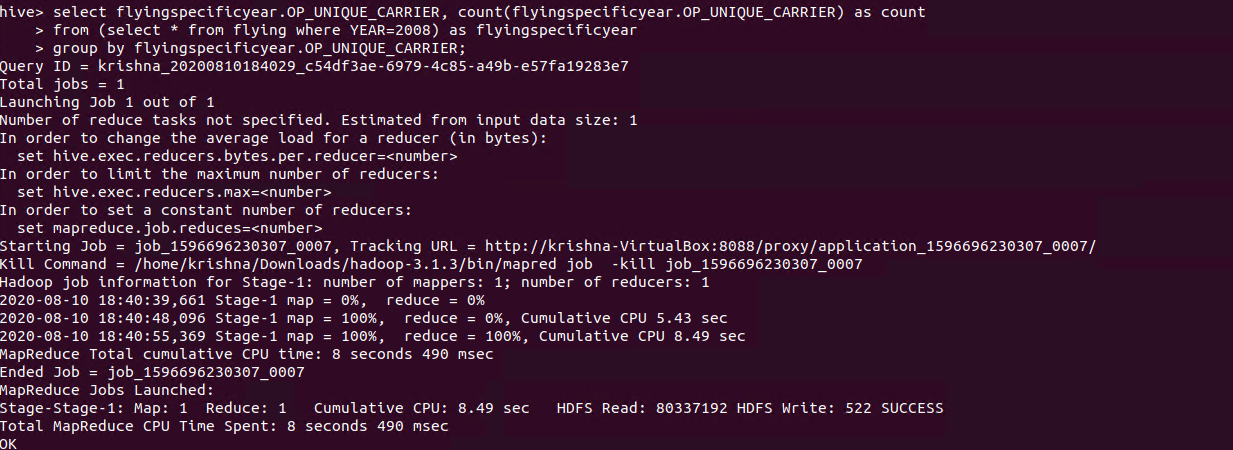 hive> select flyingspecificyear.OP_UNIQUE_CARRIER, count(flyingspecificyear.OP_UNIQUE_CARRIER) as count
    > from (select * from flying where YEAR=2008) as flyingspecificyear
    > group by flyingspecificyear.OP_UNIQUE_CARRIER;
Query ID = krishna_20200810184029_c54df3ae-6979-4c85-a49b-e57fa19283e7
Total jobs = 1
Launching Job 1 out of 1
Number of reduce tasks not specified. Estimated from input data size: 1
In order to change the average load for a reducer (in bytes):
  set hive.exec.reducers.bytes.per.reducer=<number>
In order to limit the maximum number of reducers:
  set hive.exec.reducers.max=<number>
In order to set a constant number of reducers:
  set mapreduce.job.reduces=<number>
Starting Job = job_1596696230307_0007, Tracking URL = http://krishna-VirtualBox:8088/proxy/application_1596696230307_0007/
Kill Command = /home/krishna/Downloads/hadoop-3.1.3/bin/mapred job  -kill job_1596696230307_0007
Hadoop job information for Stage-1: number of mappers: 1; number of reducers: 1
2020-08-10 18:40:39,661 Stage-1 map = 0%,  reduce = 0%
2020-08-10 18:40:48,096 Stage-1 map = 100%,  reduce = 0%, Cumulative CPU 5.43 sec
2020-08-10 18:40:55,369 Stage-1 map = 100%,  reduce = 100%, Cumulative CPU 8.49 sec
MapReduce Total cumulative CPU time: 8 seconds 490 msec
Ended Job = job_1596696230307_0007
MapReduce Jobs Launched:
Stage-Stage-1: Map: 1  Reduce: 1   Cumulative CPU: 8.49 sec   HDFS Read: 80337192 HDFS Write: 522 SUCCESS
Total MapReduce CPU Time Spent: 8 seconds 490 msec
OK